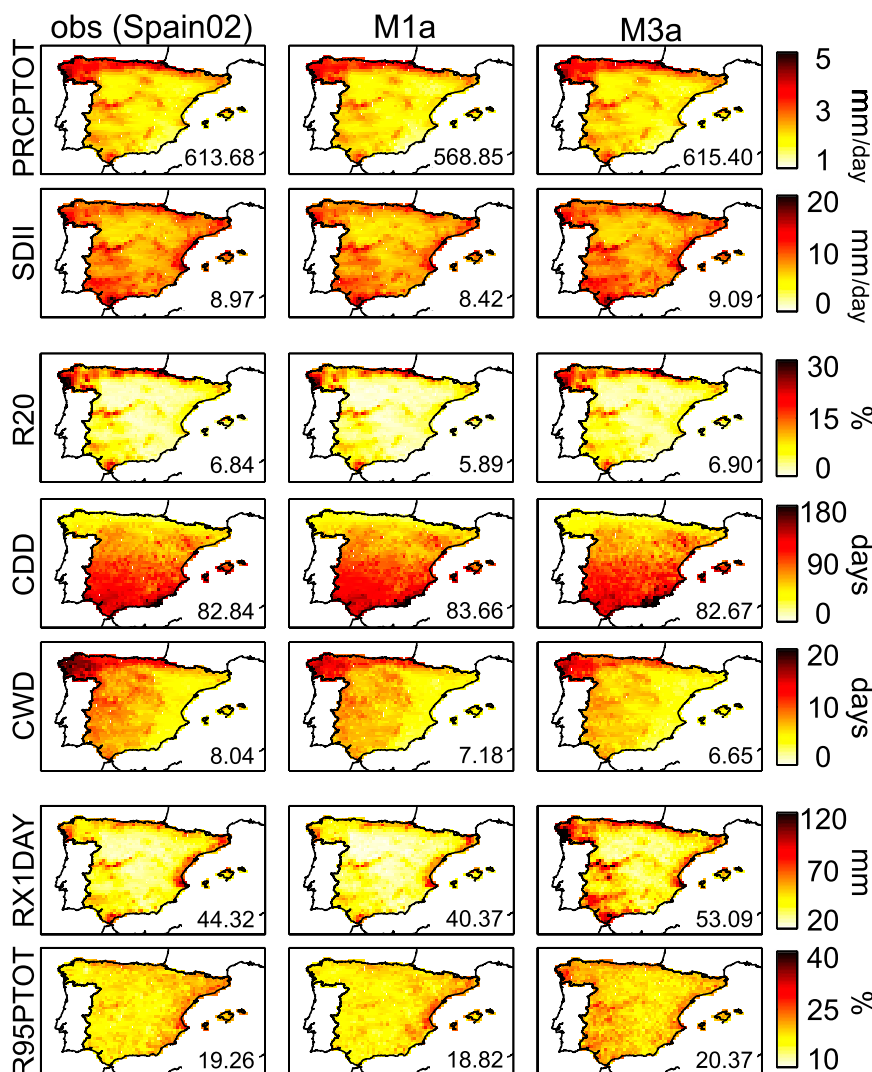 obs (Spain02) M1a M3a
PRCPTOT 613.68 568.85 615.40 5 3 1 mm/day
SDII 8.97 8.42 9.09 20 10 0 mm/day
R20 6.84 5.89 6.90 30 15 0 %
CDD 82.84 83.66 82.67 180 90 0 days
CWD 8.04 7.18 6.65 20 10 0 days
RX1DAY 44.32 40.37 53.09 120 70 20 mm
R95PTOT 19.26 18.82 20.37 40 25 10 %